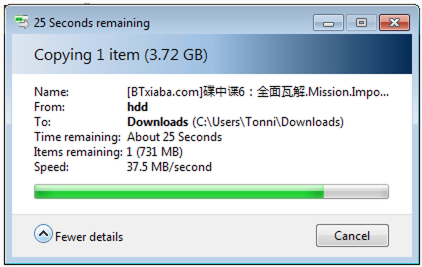 25 Seconds remaining
Copying 1 item (3.72 GB)
Name: [BTxiaba.com]碟中谍6：全面瓦解.Mission.Impo...
From: hdd
To: Downloads (C:\Users\Tonni\Downloads)
Time remaining: About 25 Seconds
Items remaining: 1 (731 MB)
Speed: 37.5 MB/second
Fewer details
Cancel